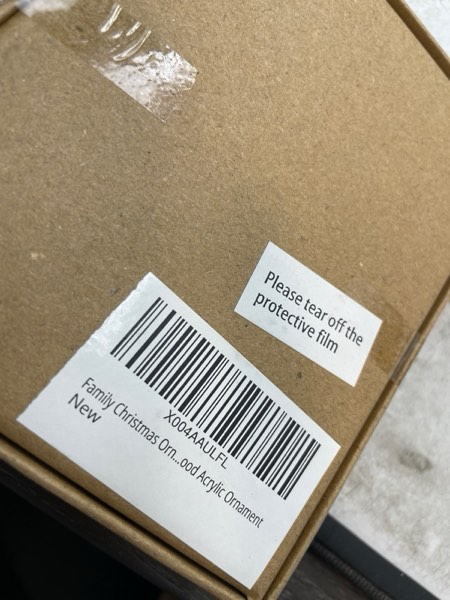 Please tear off the
protective film
X004AAULFL
Family Christmas Orn...ood Acrylic Ornament
New